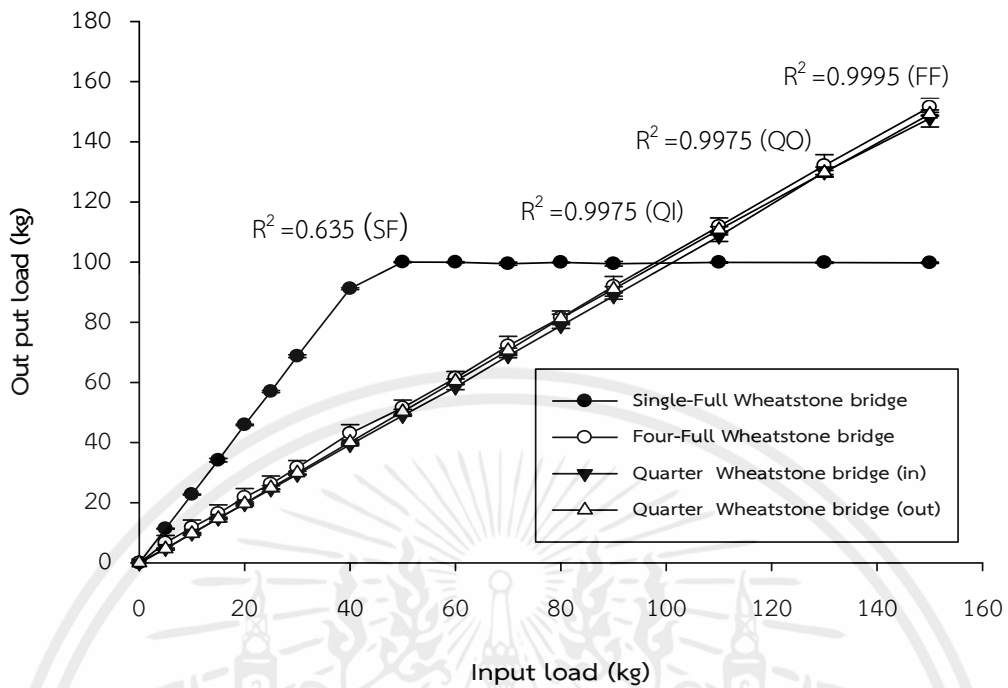 180
160
140
120
100
80
60
40
20
0
Out put load (kg)
R² =0.9995 (FF)
R² =0.9975 (QO)
R² =0.9975 (QI)
R² =0.635 (SF)
Single-Full Wheatstone bridge
Four-Full Wheatstone bridge
Quarter Wheatstone bridge (in)
Quarter Wheatstone bridge (out)
0 20 40 60 80 100 120 140 160
Input load (kg)